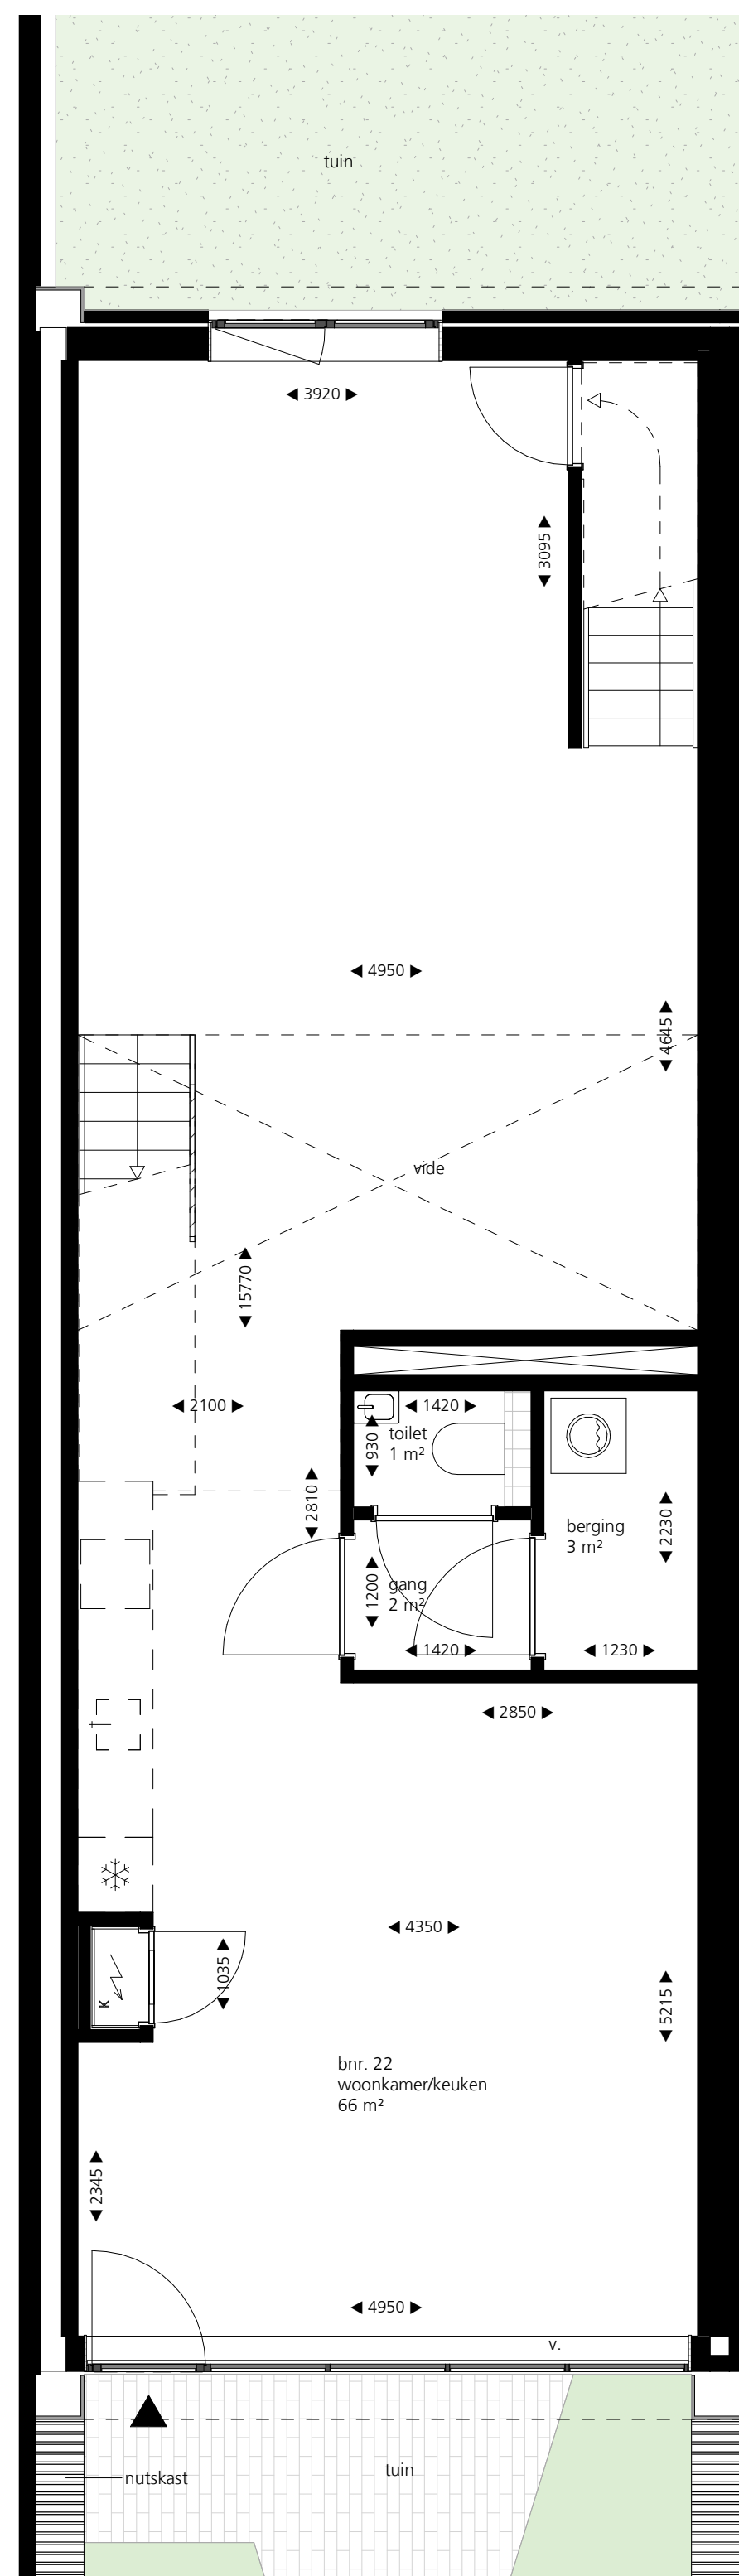 tuin
3920
3095
4950
4645
vide
15770
2100
1420
930
toilet
1 m²
2810
berging
3 m²
2230
1200
gang
2 m²
1420
1230
2850
4350
K
1035
5215
bnr. 22
woonkamer/keuken
66 m²
2345
4950
v.
tuin
nutskast